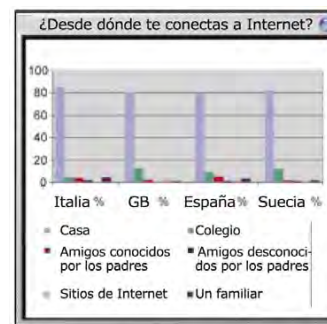 ¿Desde dónde te conectas a Internet?
100
80
60
40
20
0
Italia % GB % España % Suecia %
Casa
Colegio
Amigos conocidos
por los padres
Amigos desconoci-
dos por los padres
Sitios de Internet
Un familiar